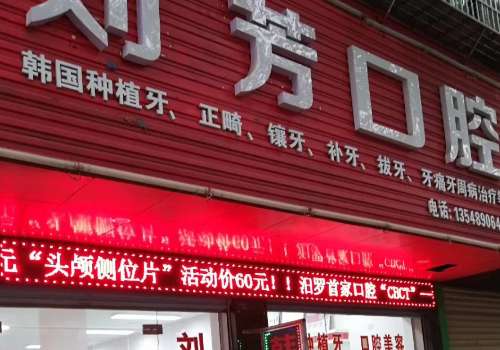 刘芳口腔
韩国种植牙、正畸、镶牙、补牙、拔牙、牙痛牙周病治疗
电话:13548906
元“头颅侧位片”活动价60元！！汨罗首家口腔“CBCT”一
刘
种植牙
口腔美容